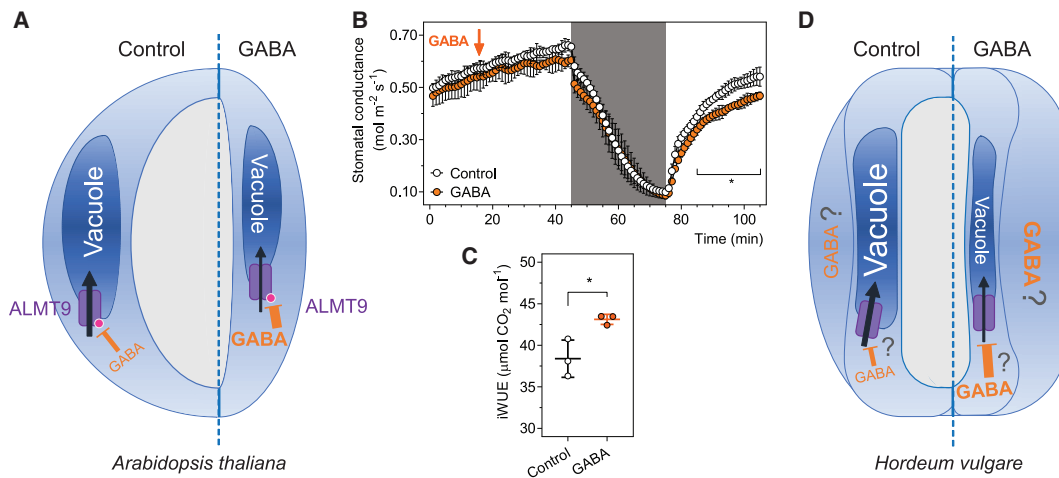 A
Control
GABA
Vacuole
Vacuole
ALMT9
ALMT9
GABA
GABA
Arabidopsis thaliana
B
GABA
Stomatal conductance
(mol m⁻² s⁻¹)
0.70
0.50
0.30
0.10
Control
GABA
*
0
20
40
60
80
100
Time (min)
C
iWUE (µmol CO₂ mol⁻¹)
45
40
35
30
*
Control
GABA
D
Control
GABA
GABA ?
Vacuole
Vacuole
GABA ?
?
GABA
?
GABA
Hordeum vulgare